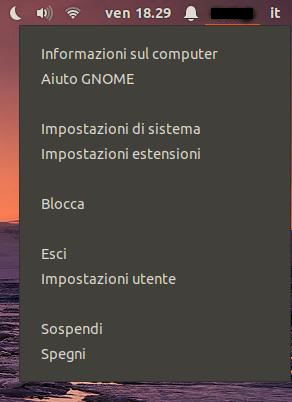 ven 18.29 it
Informazioni sul computer
Aiuto GNOME
Impostazioni di sistema
Impostazioni estensioni
Blocca
Esci
Impostazioni utente
Sospendi
Spegni